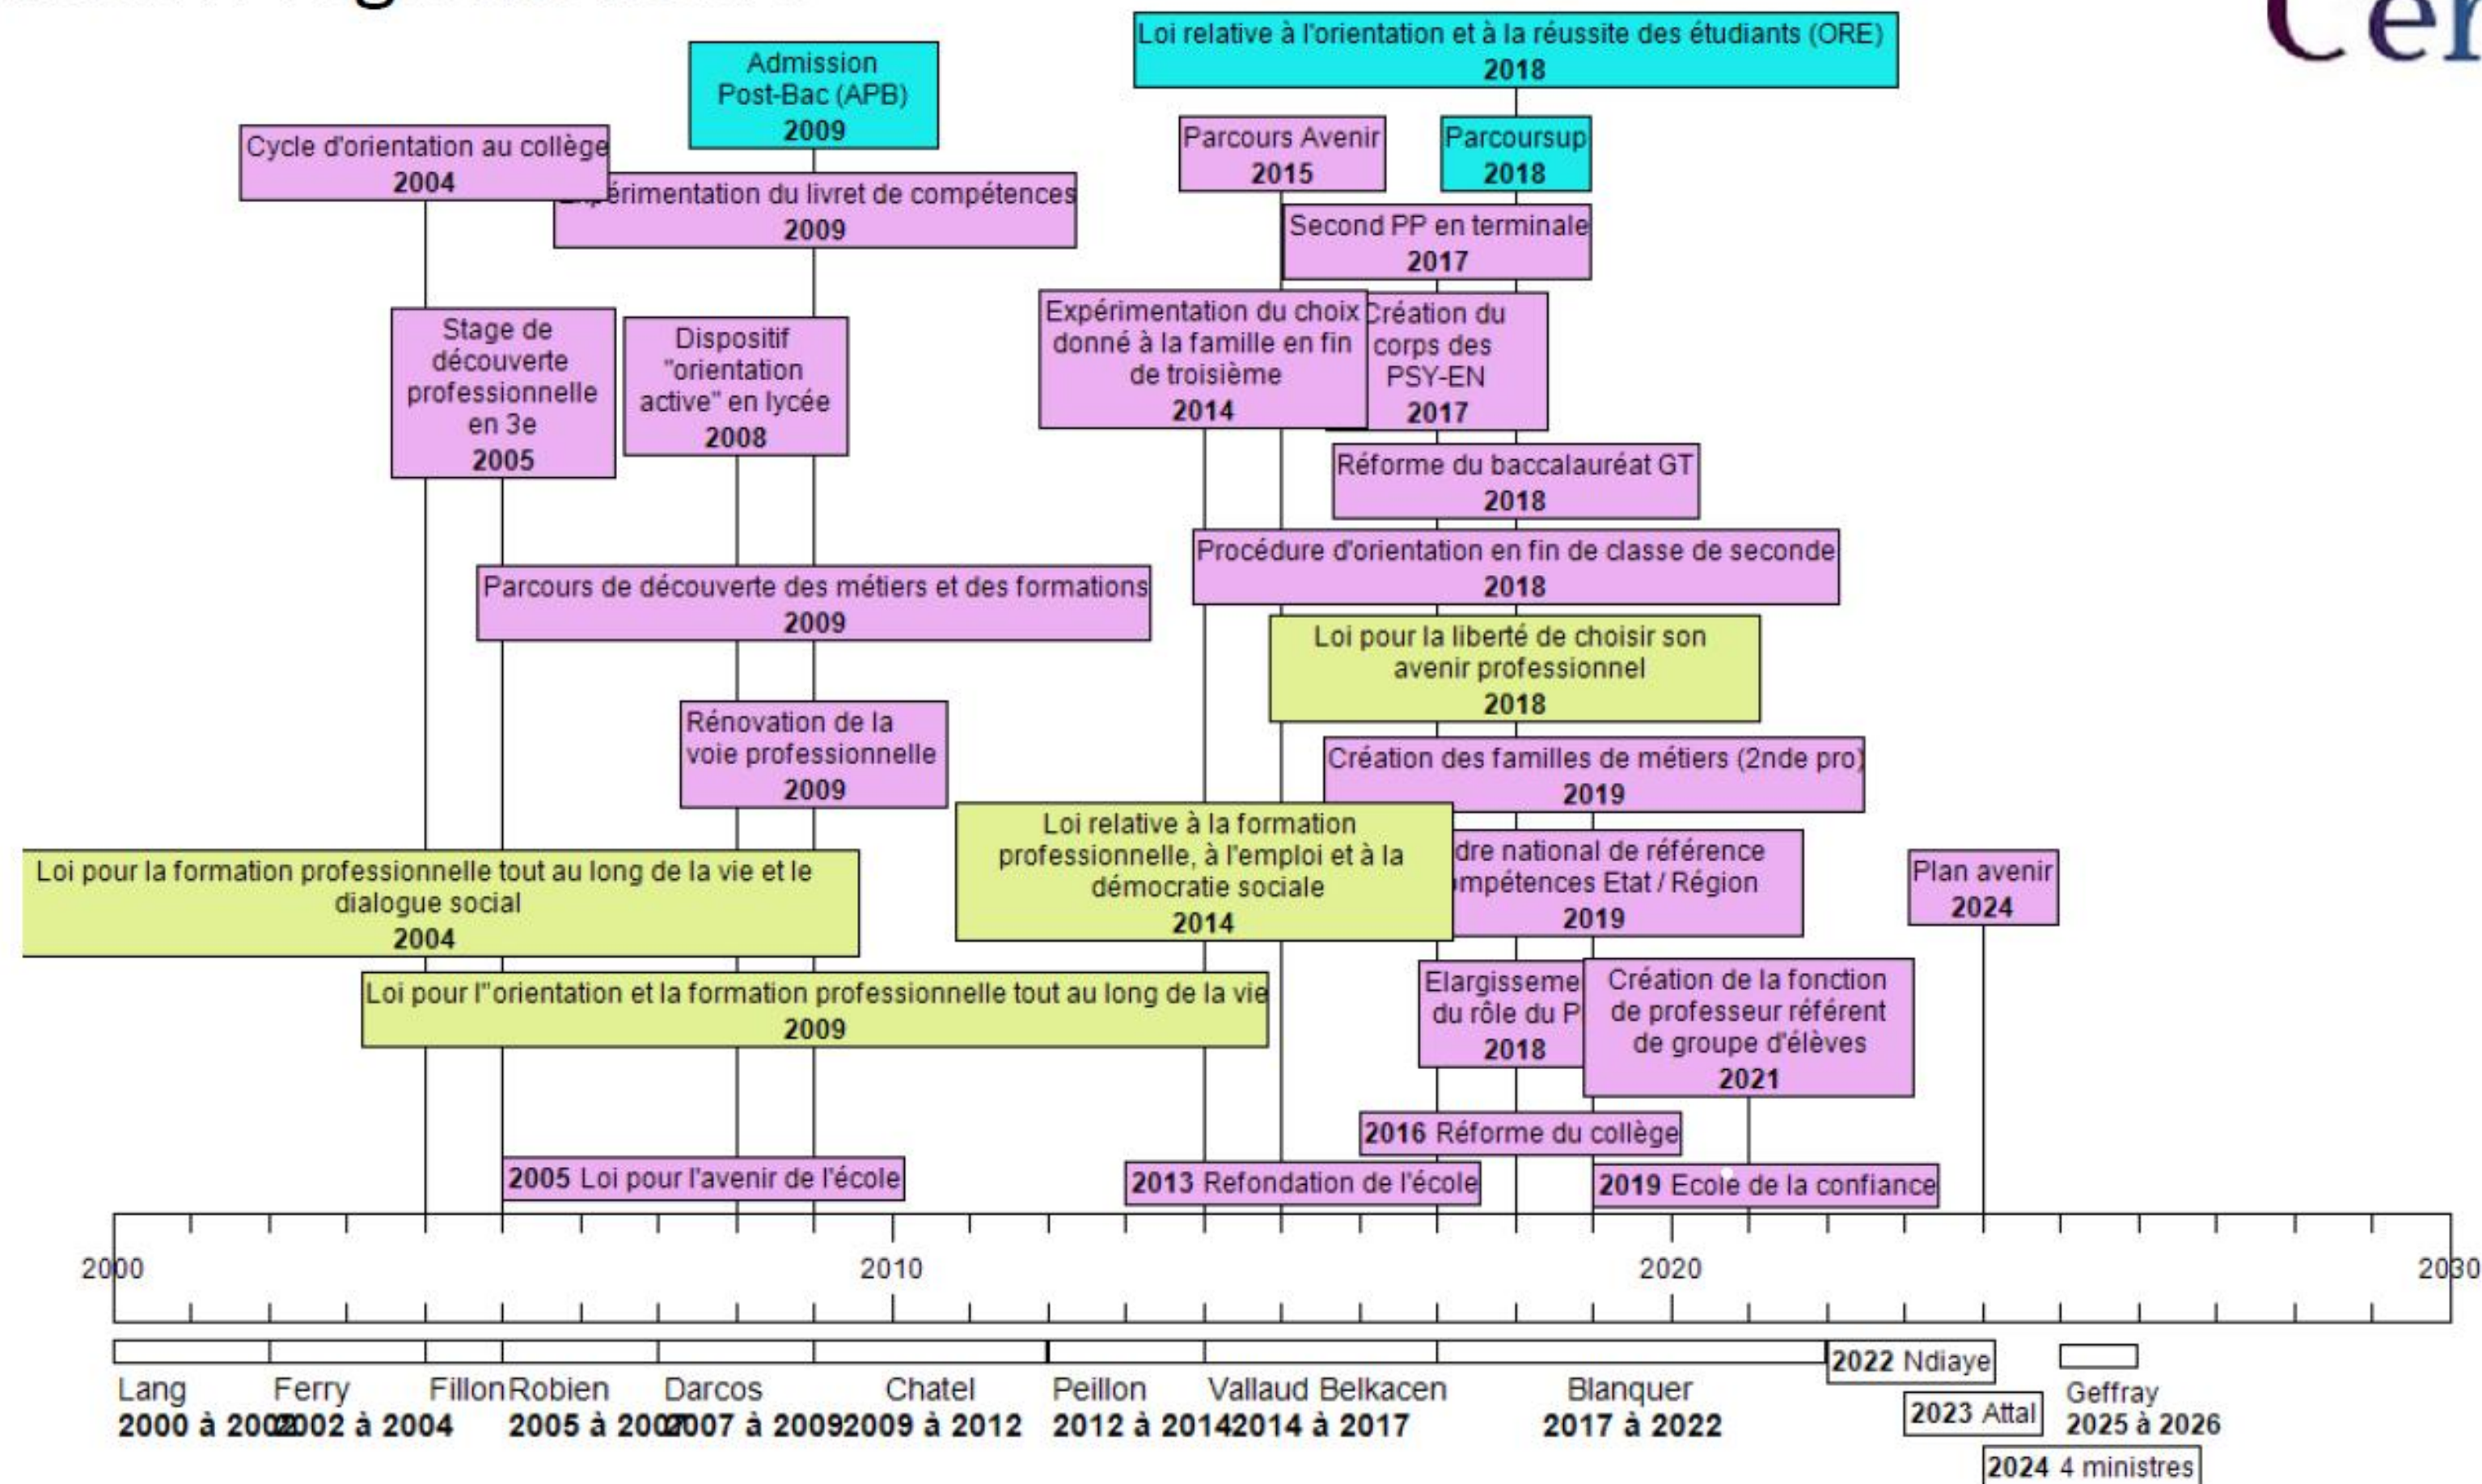 Loi relative à l'orientation et à la réussite des étudiants (ORE)
2018
Admission
Post-Bac (APB)
2009
Cycle d'orientation au collège
2004
Parcours Avenir
2015
Parcoursup
2018
du livret de compétences
2009
Second PP en terminale
2017
Stage de
découverte
professionnelle
en 3e
2005
Dispositif
"orientation
active" en lycée
2008
Expérimentation du choix
donné à la famille en fin
de troisième
2014
Création du
corps des
PSY-EN
2017
Réforme du baccalauréat GT
2018
Procédure d'orientation en fin de classe de seconde
2018
Parcours de découverte des métiers et des formations
2009
Loi pour la liberté de choisir son
avenir professionnel
2018
Rénovation de la
voie professionnelle
2009
Création des familles de métiers (2nde pro)
2019
Loi relative à la formation
professionnelle, à l'emploi et à la
démocratie sociale
2014
national de référence
Etat / Région
2019
Loi pour la formation professionnelle tout au long de la vie et le
dialogue social
2004
Plan avenir
2024
Loi pour l"orientation et la formation professionnelle tout au long de la vie
2009
du rôle du
2018
Création de la fonction
de professeur référent
de groupe d'élèves
2021
2016 Réforme du collège
2005 Loi pour l'avenir de l'école
2013 Refondation de l'école
2019 Ecole de la confiance
2000
2010
2020
2030
Lang
2000 à 2002
Ferry
2002 à 2004
Fillon
Robien
2005 à 2007
Darcos
2007 à 2009
Chatel
2009 à 2012
Peillon
2012 à 2014
Vallaud Belkacen
2014 à 2017
Blanquer
2017 à 2022
2022 Ndiaye
2023 Attal
2024 4 ministres
Geffray
2025 à 2026